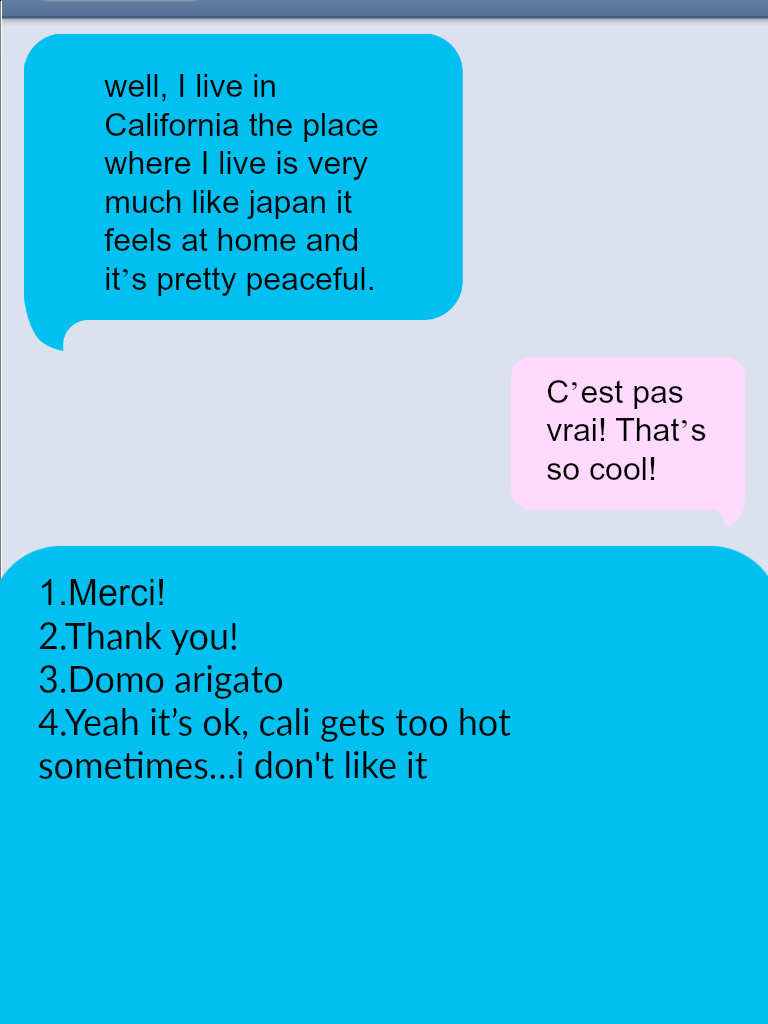 well, I live in
California the place
where I live is very
much like japan it
feels at home and
it’s pretty peaceful.
C’est pas
vrai! That’s
so cool!
1.Merci!
2.Thank you!
3.Domo arigato
4.Yeah it’s ok, cali gets too hot
sometimes...i don't like it